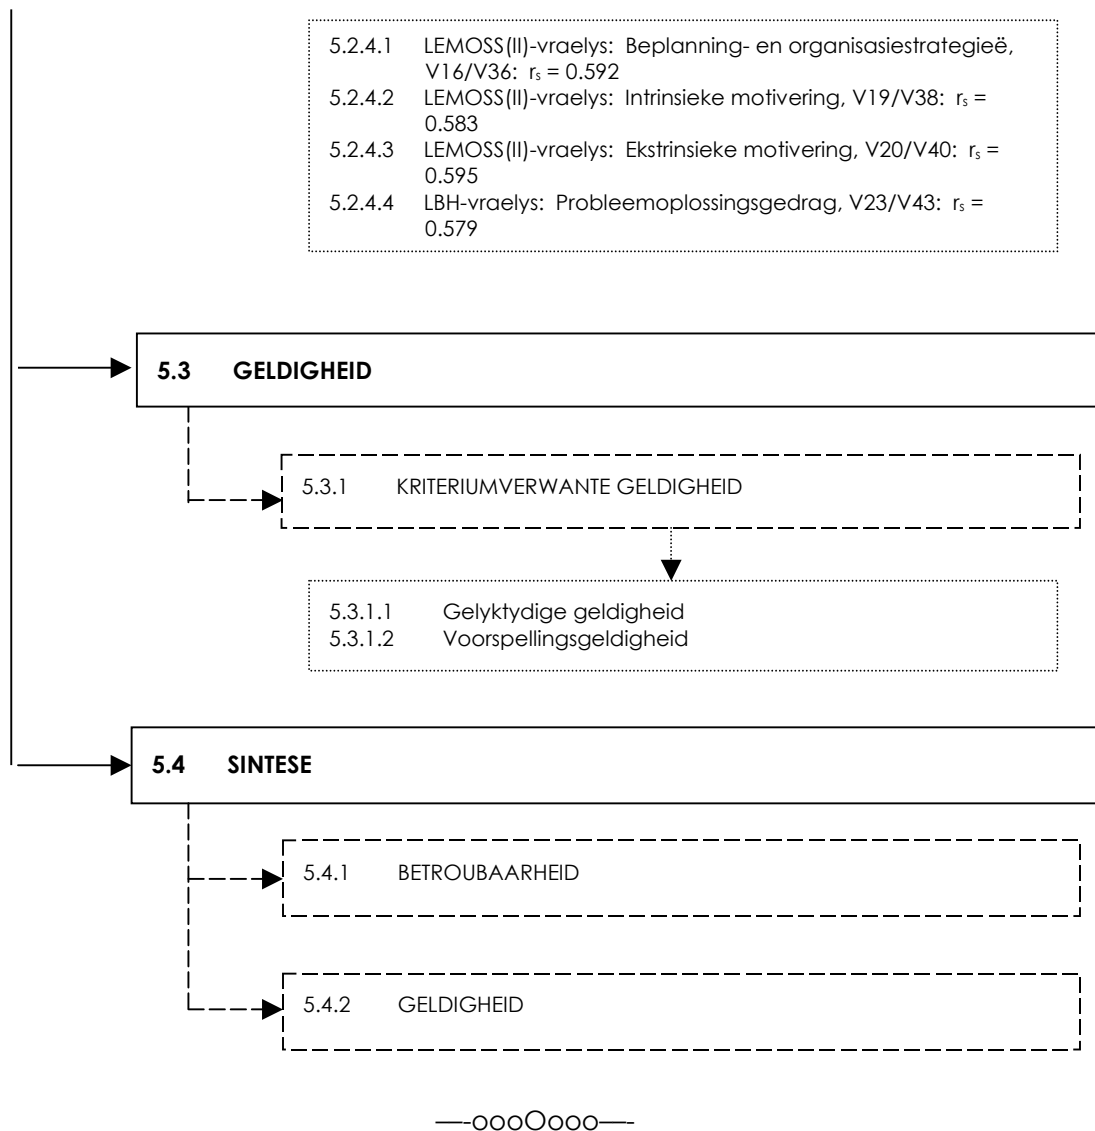 5.2.4.1 LEMOSS(II)-vraelys: Beplanning- en organisasiestrategieë,
V16/V36: rₛ = 0.592
5.2.4.2 LEMOSS(II)-vraelys: Intrinsieke motivering, V19/V38: rₛ =
0.583
5.2.4.3 LEMOSS(II)-vraelys: Ekstrinsieke motivering, V20/V40: rₛ =
0.595
5.2.4.4 LBH-vraelys: Probleemoplossingsgedrag, V23/V43: rₛ =
0.579
5.3 GELDIGHEID
5.3.1 KRITERIUMVERWANTE GELDIGHEID
5.3.1.1 Gelyktydige geldigheid
5.3.1.2 Voorspellingsgeldigheid
5.4 SINTESE
5.4.1 BETROUBAARHEID
5.4.2 GELDIGHEID
—-oooOooo—-